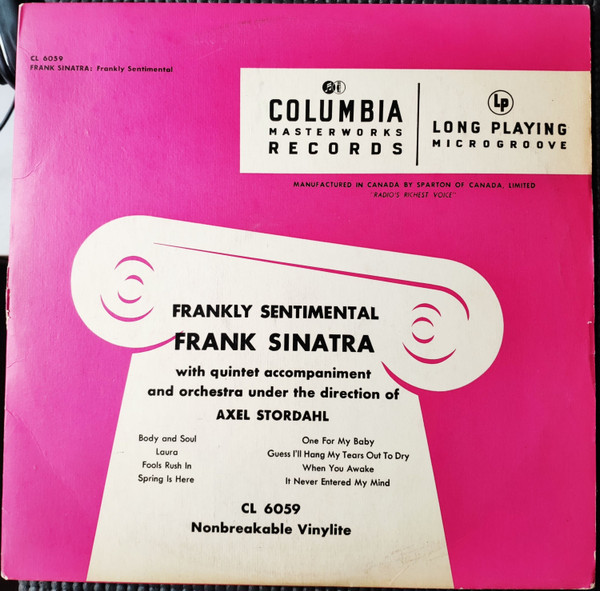 CL 6059
FRANK SINATRA: Frankly Sentimental
COLUMBIA
MASTERWORKS
RECORDS
LP
LONG PLAYING
MICROGROOVE
MANUFACTURED IN CANADA BY SPARTON OF CANADA, LIMITED
"RADIO'S RICHEST VOICE"
FRANKLY SENTIMENTAL
FRANK SINATRA
with quintet accompaniment
and orchestra under the direction of
AXEL STORDAHL
Body and Soul
Laura
Fools Rush In
Spring Is Here
One For My Baby
Guess I'll Hang My Tears Out To Dry
When You Awake
It Never Entered My Mind
CL 6059
Nonbreakable Vinylite